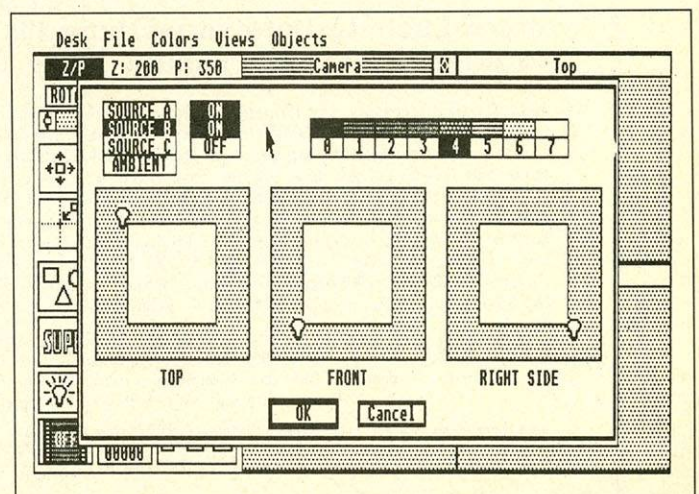 Desk File Colors Views Objects
Z/P Z: 200 P: 350 Camera Top
SOURCE A ON
SOURCE B ON
SOURCE C OFF
AMBIENT
0 1 2 3 4 5 6 7
TOP FRONT RIGHT SIDE
OK Cancel
00000